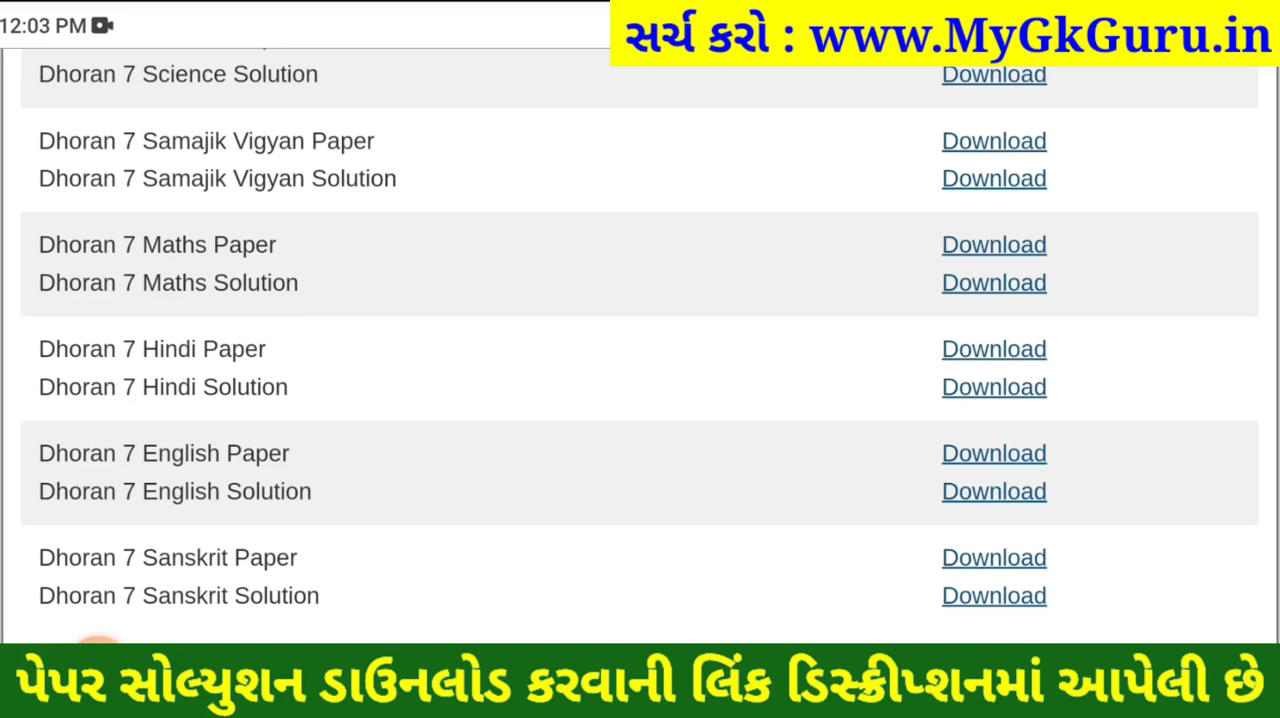 12:03 PM
સર્ચ કરો : www.MyGkGuru.in
Dhoran 7 Science Solution Download
Dhoran 7 Samajik Vigyan Paper Download
Dhoran 7 Samajik Vigyan Solution Download
Dhoran 7 Maths Paper Download
Dhoran 7 Maths Solution Download
Dhoran 7 Hindi Paper Download
Dhoran 7 Hindi Solution Download
Dhoran 7 English Paper Download
Dhoran 7 English Solution Download
Dhoran 7 Sanskrit Paper Download
Dhoran 7 Sanskrit Solution Download
પેપર સોલ્યુશન ડાઉનલોડ કરવાની લિંક ડિસ્ક્રીપ્શનમાં આપેલી છે